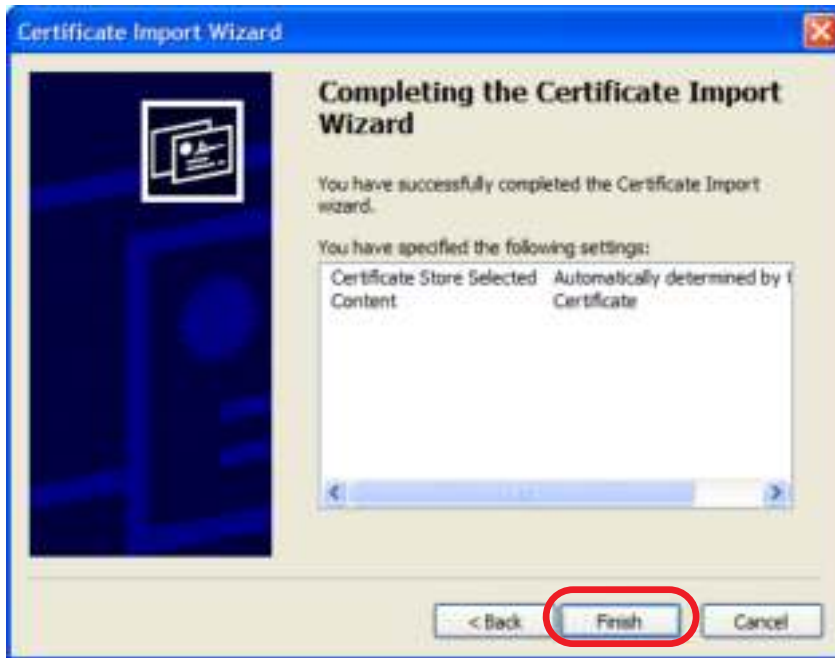 Certificate Import Wizard
Completing the Certificate Import
Wizard
You have successfully completed the Certificate Import
wizard.
You have specified the following settings:
Certificate Store Selected Automatically determined by t
Content Certificate
< Back Finish Cancel